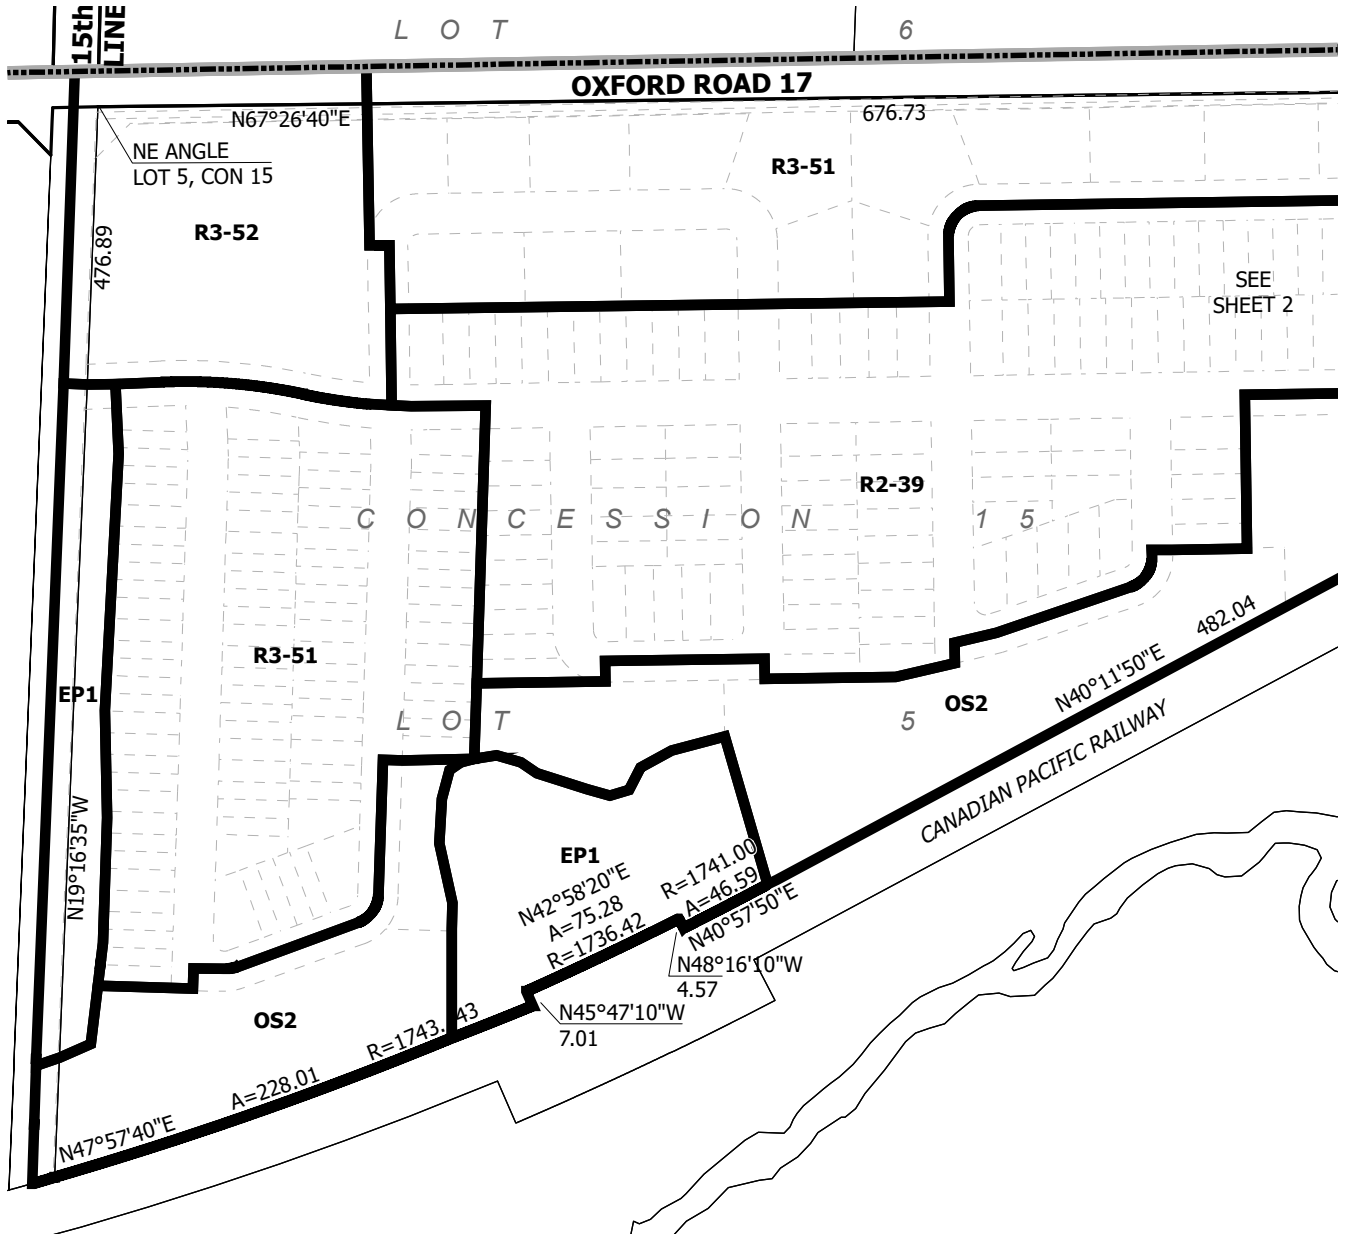 15th
LINE
L O T 6
OXFORD ROAD 17
N67°26'40"E
676.73
NE ANGLE
LOT 5, CON 15
R3-51
R3-52
476.89
SEE
SHEET 2
R2-39
C O N C E S S I O N 1 5
482.04
R3-51
N40°11'50"E
EP1
OS2
L O T 5
CANADIAN PACIFIC RAILWAY
N19°16'35"W
EP1
N42°58'20"E
A=75.28
R=1736.42
R=1741.00
A=46.59
N40°57'50"E
N48°16'10"W
4.57
N45°47'10"W
7.01
OS2
R=1743.43
A=228.01
N47°57'40"E